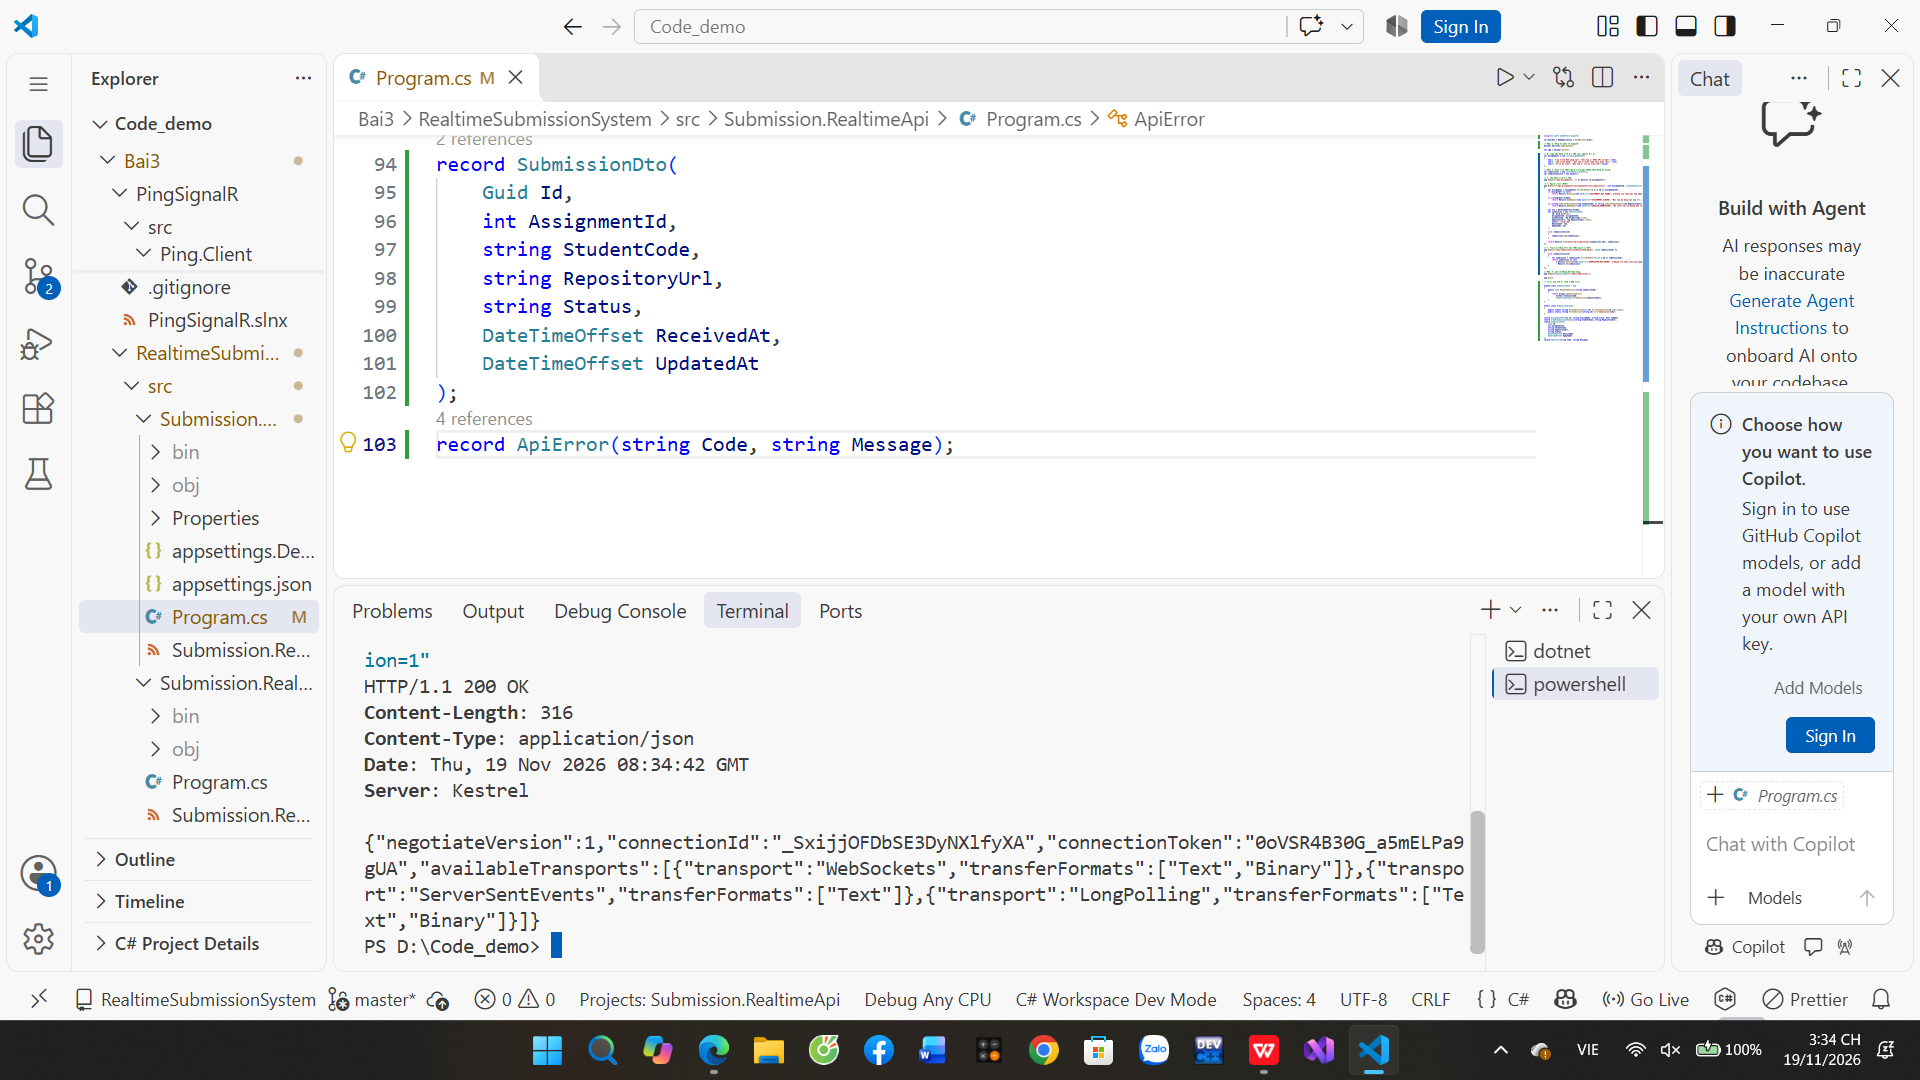 Code_demo
Sign In
Explorer
Code_demo
Bai3
PingSignalR
src
Ping.Client
.gitignore
PingSignalR.slnx
RealtimeSubmi...
src
Submission....
bin
obj
Properties
appsettings.De...
appsettings.json
Program.cs M
Submission.Re...
Submission.Real...
bin
obj
Program.cs
Submission.Re...
Outline
Timeline
C# Project Details
2
1
Program.cs M
Bai3 > RealtimeSubmissionSystem > src > Submission.RealtimeApi > Program.cs > ApiError
2 references
94 record SubmissionDto(
95 Guid Id,
96 int AssignmentId,
97 string StudentCode,
98 string RepositoryUrl,
99 string Status,
100 DateTimeOffset ReceivedAt,
101 DateTimeOffset UpdatedAt
102 );
4 references
103 record ApiError(string Code, string Message);
Problems Output Debug Console Terminal Ports
ion=1"
HTTP/1.1 200 OK
Content-Length: 316
Content-Type: application/json
Date: Thu, 19 Nov 2026 08:34:42 GMT
Server: Kestrel
{"negotiateVersion":1,"connectionId":"_SxijjOFDbSE3DyNXlfyXA","connectionToken":"0oVSR4B30G_a5mELPa9
gUA","availableTransports":[{"transport":"WebSockets","transferFormats":["Text","Binary"]},{"transpo
rt":"ServerSentEvents","transferFormats":["Text"]},{"transport":"LongPolling","transferFormats":["Te
xt","Binary"]}]}
PS D:\Code_demo>
dotnet
powershell
Chat
Build with Agent
AI responses may
be inaccurate
Generate Agent
Instructions to
onboard AI onto
your codebase
Choose how
you want to use
Copilot.
Sign in to use
GitHub Copilot
models, or add
a model with
your own API
key.
Add Models
Sign In
Program.cs
Chat with Copilot
Models
Copilot
RealtimeSubmissionSystem master* 0 0 Projects: Submission.RealtimeApi Debug Any CPU C# Workspace Dev Mode Spaces: 4 UTF-8 CRLF { } C# Go Live Prettier
Zalo
DEV
VIE
100%
3:34 CH
19/11/2026